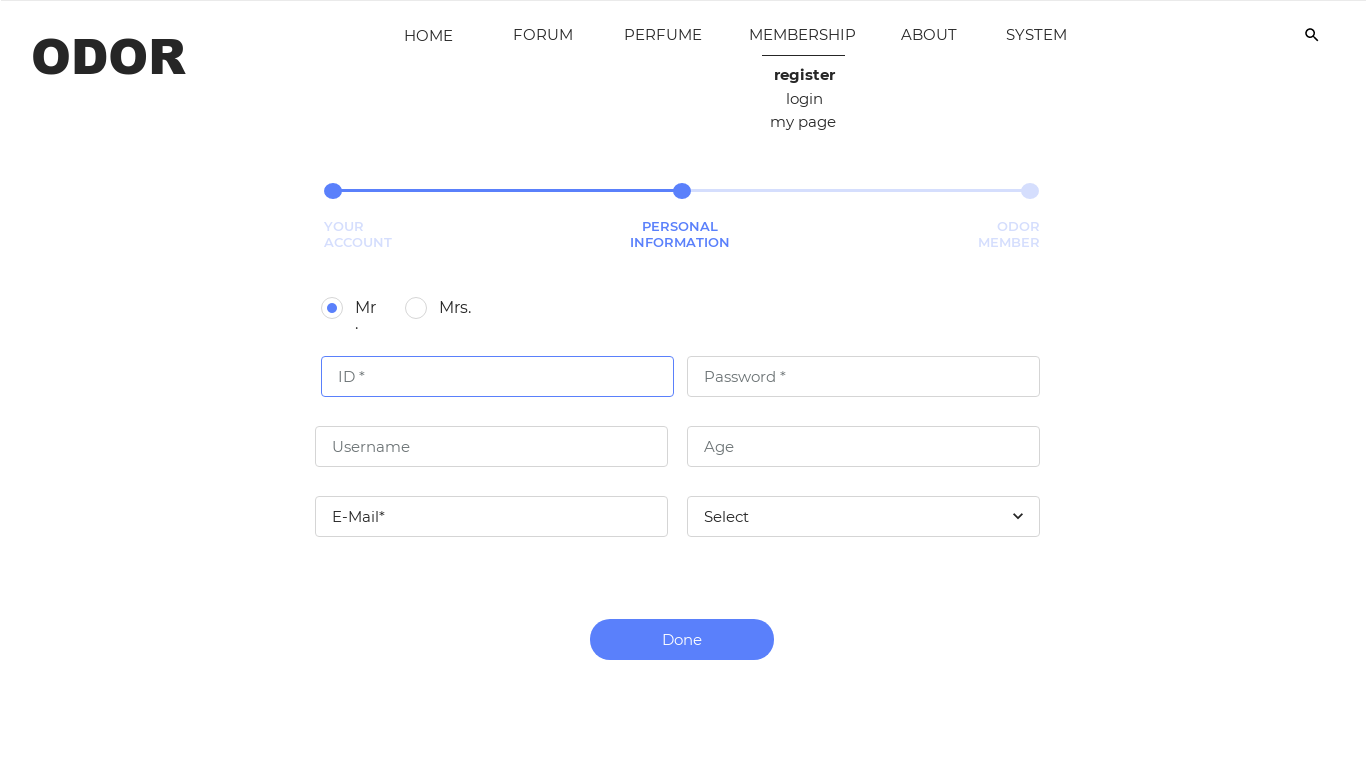 ODOR
HOME
FORUM
PERFUME
MEMBERSHIP
ABOUT
SYSTEM
register
login
my page
YOUR
ACCOUNT
PERSONAL
INFORMATION
ODOR
MEMBER
Mr
.
Mrs.
ID *
Password *
Username
Age
E-Mail*
Select
Done